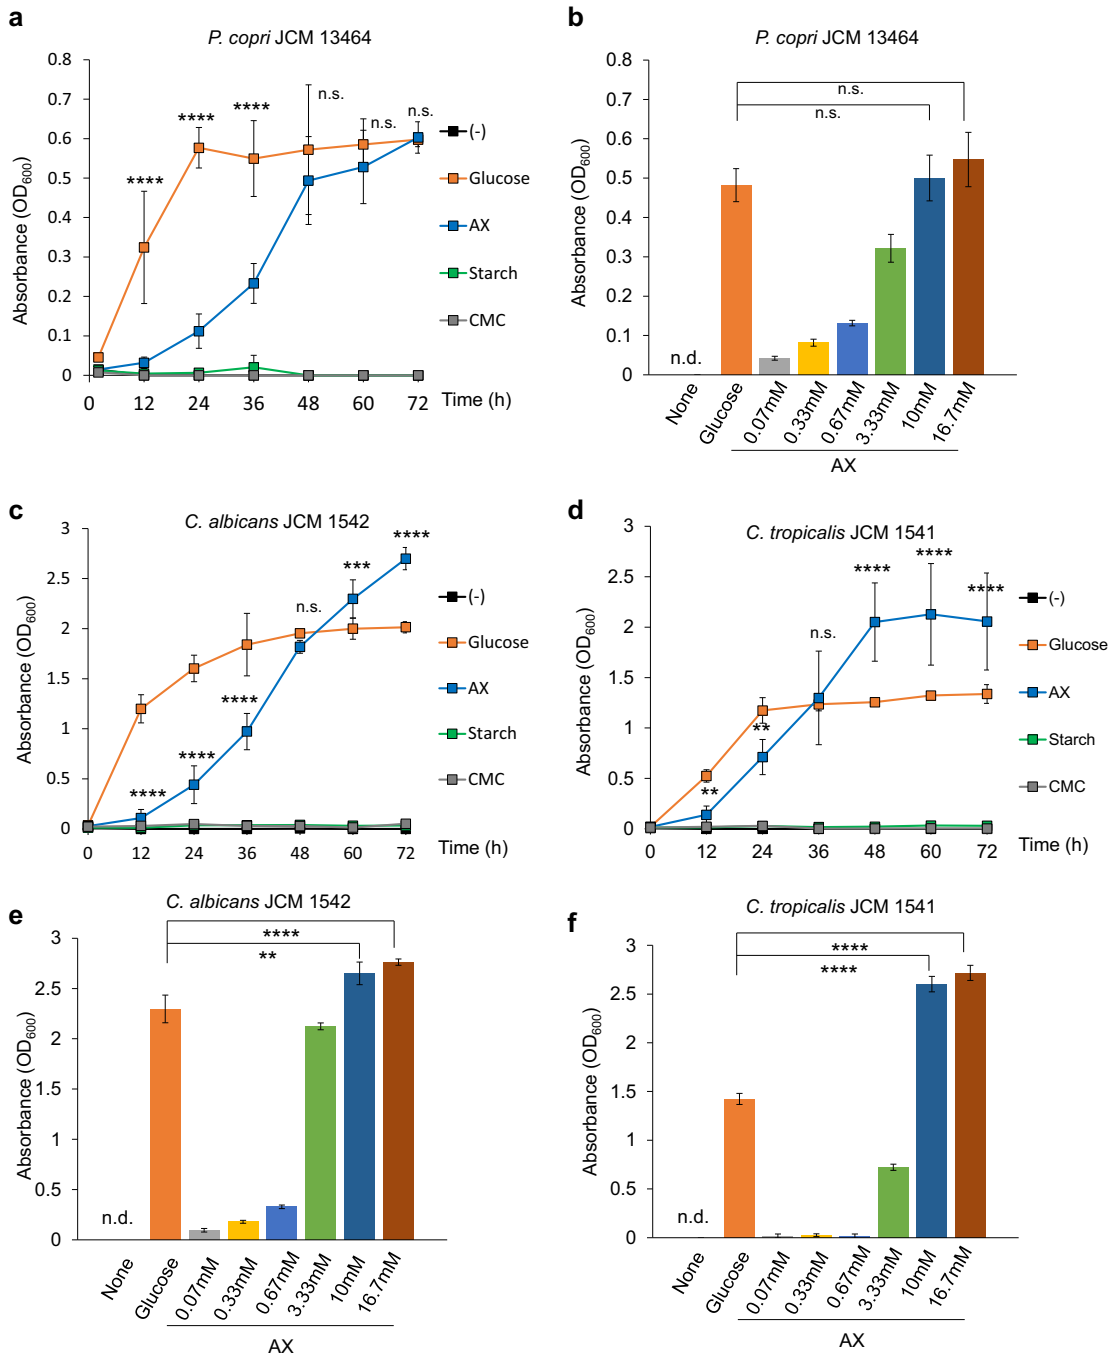 a
P. copri JCM 13464
0.8
0.7
0.6
0.5
0.4
0.3
0.2
0.1
0
Absorbance (OD600)
****
****
****
n.s.
n.s.
n.s.
0 12 24 36 48 60 72 Time (h)
(-)
Glucose
AX
Starch
CMC
b
P. copri JCM 13464
0.8
0.7
0.6
0.5
0.4
0.3
0.2
0.1
0
Absorbance (OD600)
n.s.
n.s.
n.d.
None Glucose 0.07mM 0.33mM 0.67mM 3.33mM 10mM 16.7mM
AX
c
C. albicans JCM 1542
3
2.5
2
1.5
1
0.5
0
Absorbance (OD600)
****
****
****
n.s.
***
****
0 12 24 36 48 60 72 Time (h)
(-)
Glucose
AX
Starch
CMC
d
C. tropicalis JCM 1541
3
2.5
2
1.5
1
0.5
0
Absorbance (OD600)
**
**
n.s.
****
****
****
0 12 24 36 48 60 72 Time (h)
(-)
Glucose
AX
Starch
CMC
e
C. albicans JCM 1542
3
2.5
2
1.5
1
0.5
0
Absorbance (OD600)
****
**
n.d.
None Glucose 0.07mM 0.33mM 0.67mM 3.33mM 10mM 16.7mM
AX
f
C. tropicalis JCM 1541
3
2.5
2
1.5
1
0.5
0
Absorbance (OD600)
****
****
n.d.
None Glucose 0.07mM 0.33mM 0.67mM 3.33mM 10mM 16.7mM
AX